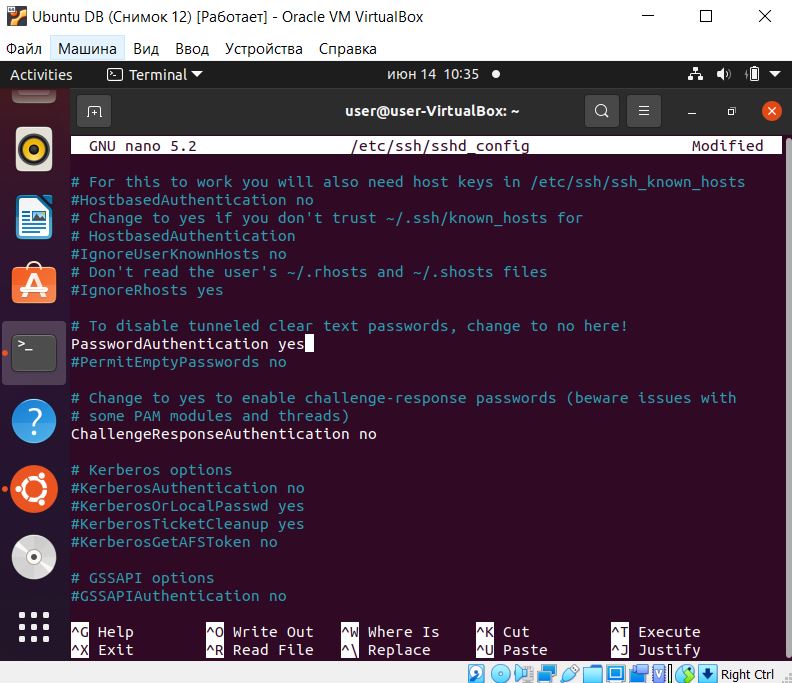 Ubuntu DB (Снимок 12) [Работает] - Oracle VM VirtualBox
Файл Машина Вид Ввод Устройства Справка
Activities Terminal июн 14 10:35
user@user-VirtualBox: ~
GNU nano 5.2 /etc/ssh/sshd_config Modified
# For this to work you will also need host keys in /etc/ssh/ssh_known_hosts
#HostbasedAuthentication no
# Change to yes if you don't trust ~/.ssh/known_hosts for
# HostbasedAuthentication
#IgnoreUserKnownHosts no
# Don't read the user's ~/.rhosts and ~/.shosts files
#IgnoreRhosts yes
# To disable tunneled clear text passwords, change to no here!
PasswordAuthentication yes
#PermitEmptyPasswords no
# Change to yes to enable challenge-response passwords (beware issues with
# some PAM modules and threads)
ChallengeResponseAuthentication no
# Kerberos options
#KerberosAuthentication no
#KerberosOrLocalPasswd yes
#KerberosTicketCleanup yes
#KerberosGetAFSToken no
# GSSAPI options
#GSSAPIAuthentication no
^G Help ^O Write Out ^W Where Is ^K Cut ^T Execute
^X Exit ^R Read File ^\ Replace ^U Paste ^J Justify
Right Ctrl